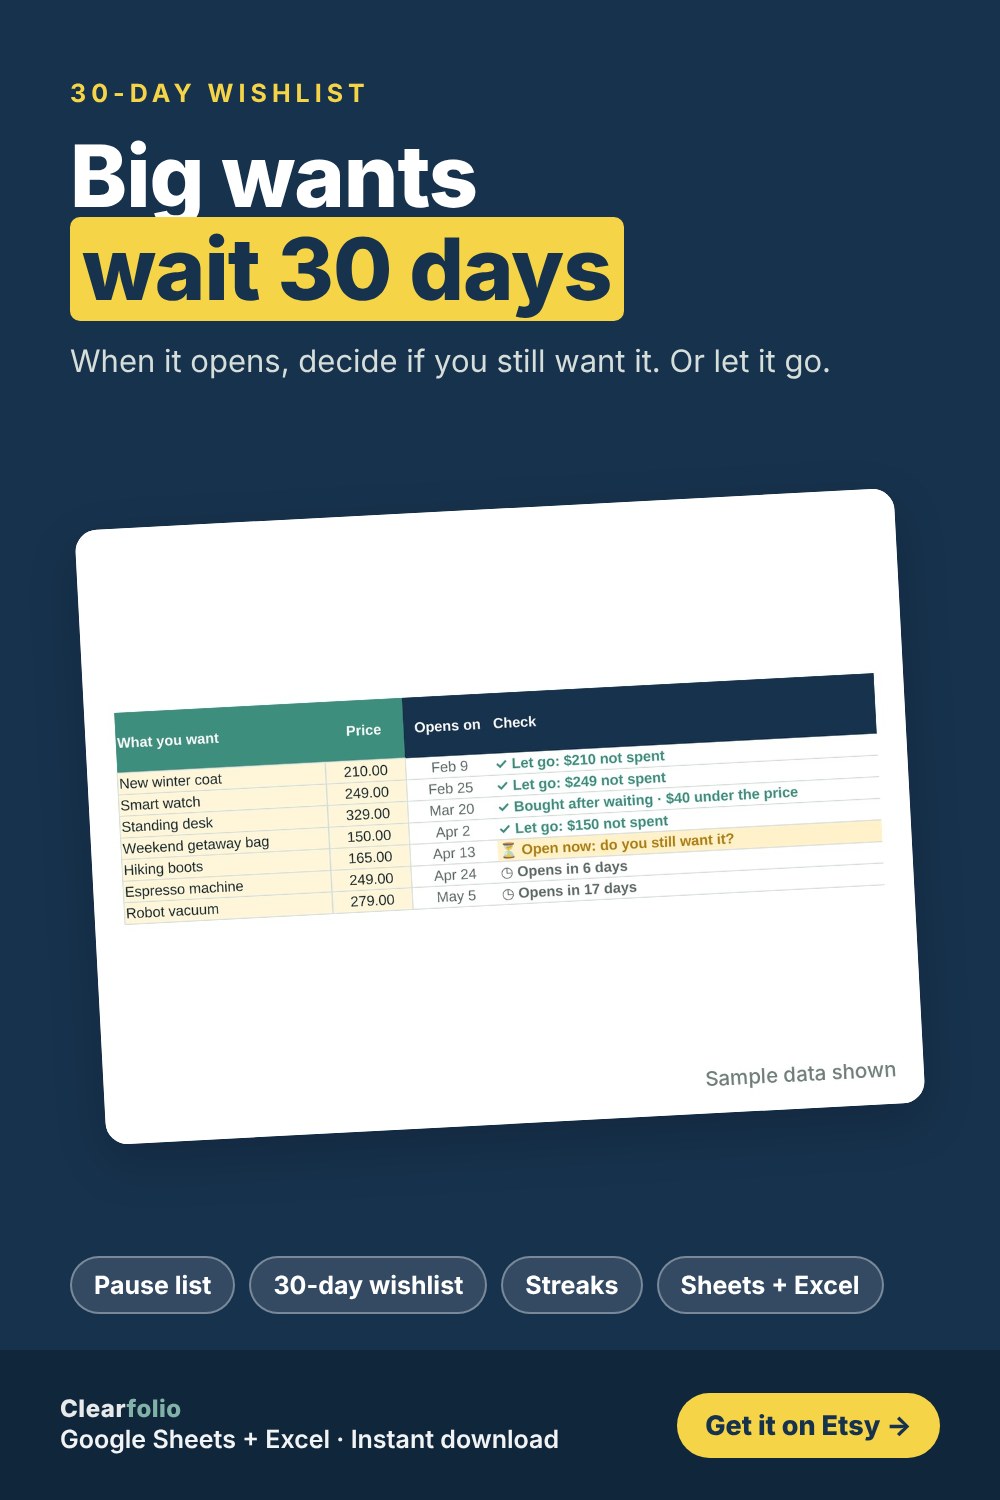 30-DAY WISHLIST
Big wants
wait 30 days
When it opens, decide if you still want it. Or let it go.
What you want Price Opens on Check
New winter coat 210.00 Feb 9 ✓ Let go: $210 not spent
Smart watch 249.00 Feb 25 ✓ Let go: $249 not spent
Standing desk 329.00 Mar 20 ✓ Bought after waiting · $40 under the price
Weekend getaway bag 150.00 Apr 2 ✓ Let go: $150 not spent
Hiking boots 165.00 Apr 13 ⏳ Open now: do you still want it?
Espresso machine 249.00 Apr 24 ◷ Opens in 6 days
Robot vacuum 279.00 May 5 ◷ Opens in 17 days
Sample data shown
Pause list 30-day wishlist Streaks Sheets + Excel
Clearfolio
Google Sheets + Excel · Instant download
Get it on Etsy →